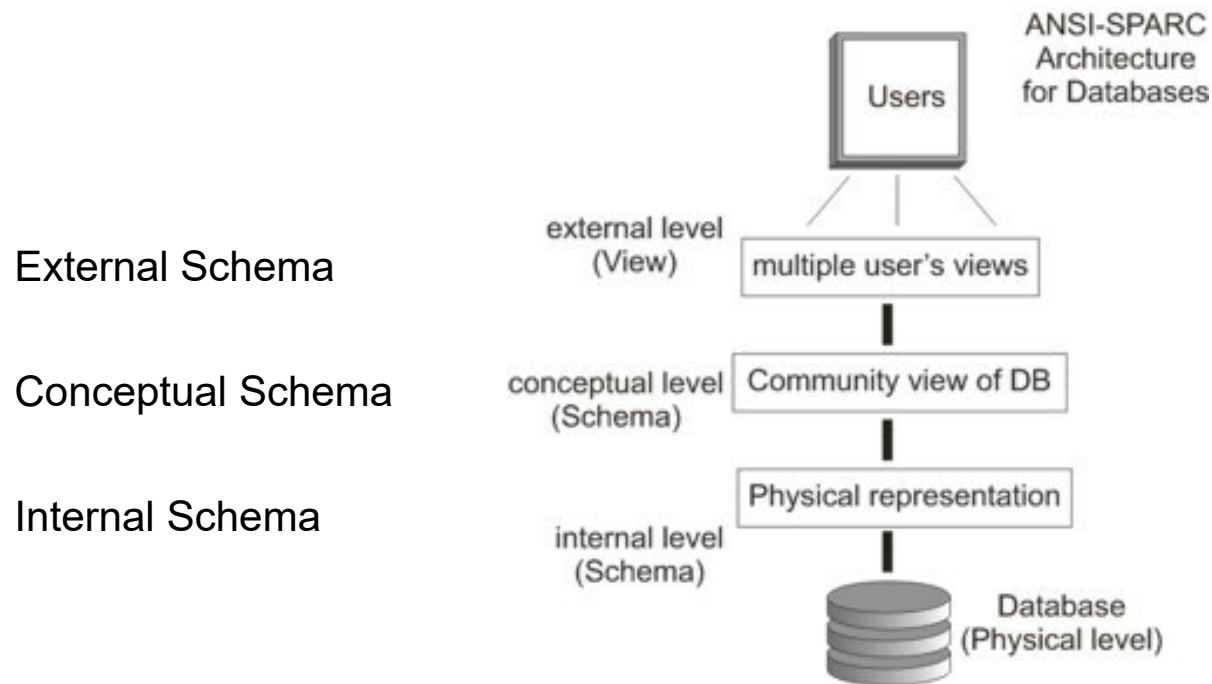 ANSI-SPARC
Architecture
for Databases
Users
external level
(View)
multiple user's views
External Schema
conceptual level
(Schema)
Community view of DB
Conceptual Schema
Physical representation
Internal Schema
internal level
(Schema)
Database
(Physical level)